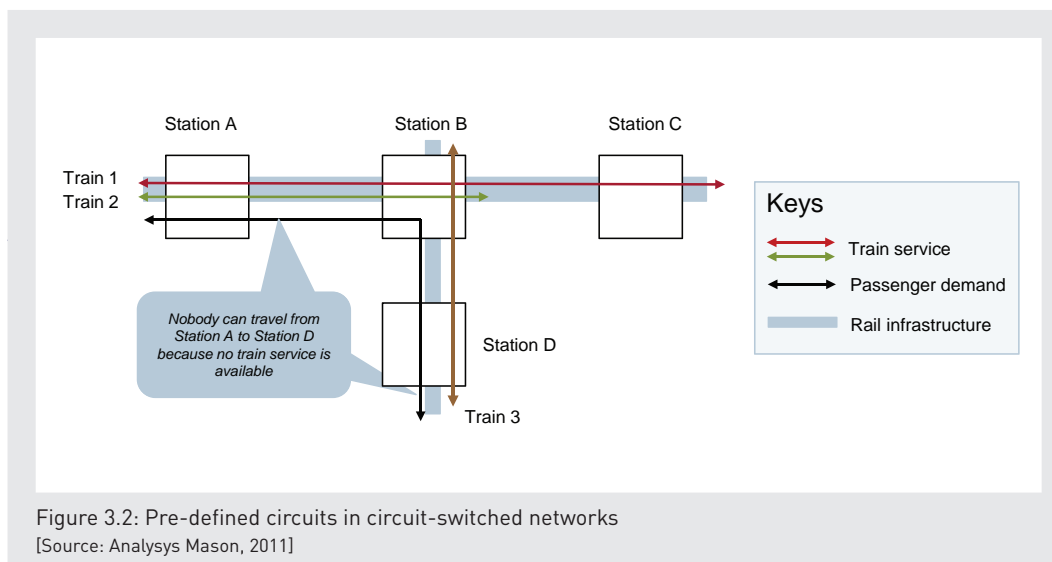 Station A
Station B
Station C
Train 1
Train 2
Keys
Train service
Passenger demand
Rail infrastructure
Nobody can travel from
Station A to Station D
because no train service is
available
Station D
Train 3
Figure 3.2: Pre-defined circuits in circuit-switched networks
[Source: Analysys Mason, 2011]